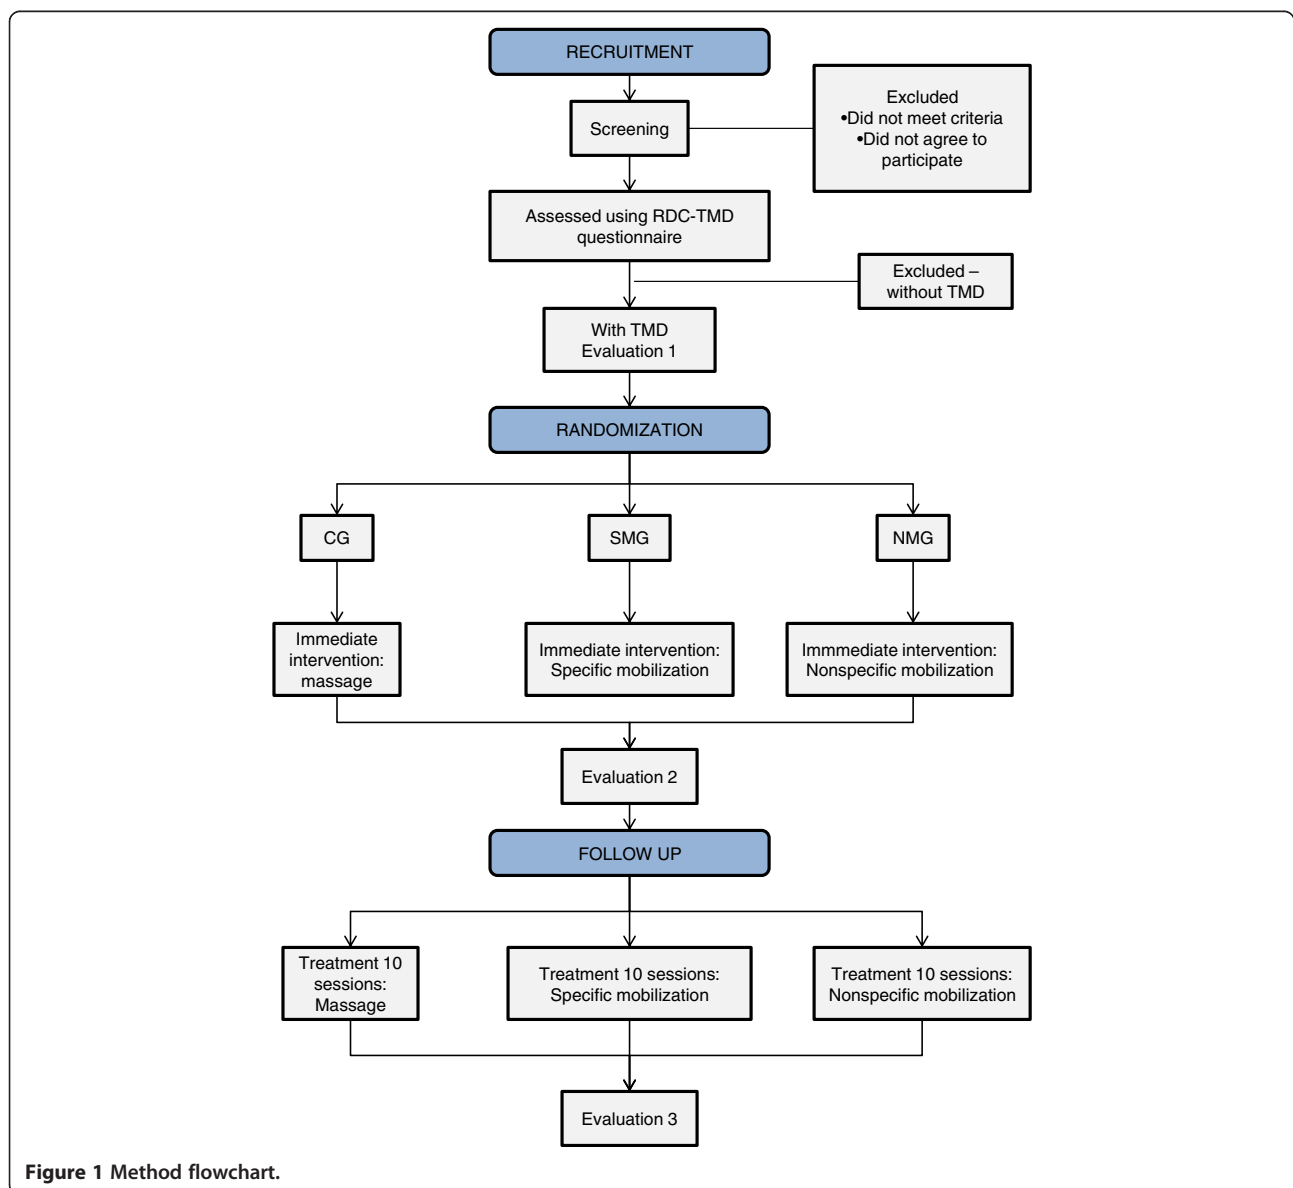 RECRUITMENT
Screening
Excluded
•Did not meet criteria
•Did not agree to
participate
Assessed using RDC-TMD
questionnaire
Excluded –
without TMD
With TMD
Evaluation 1
RANDOMIZATION
CG
SMG
NMG
Immediate
intervention:
massage
Immediate intervention:
Specific mobilization
Immmediate intervention:
Nonspecific mobilization
Evaluation 2
FOLLOW UP
Treatment 10
sessions:
Massage
Treatment 10 sessions:
Specific mobilization
Treatment 10 sessions:
Nonspecific mobilization
Evaluation 3
Figure 1 Method flowchart.